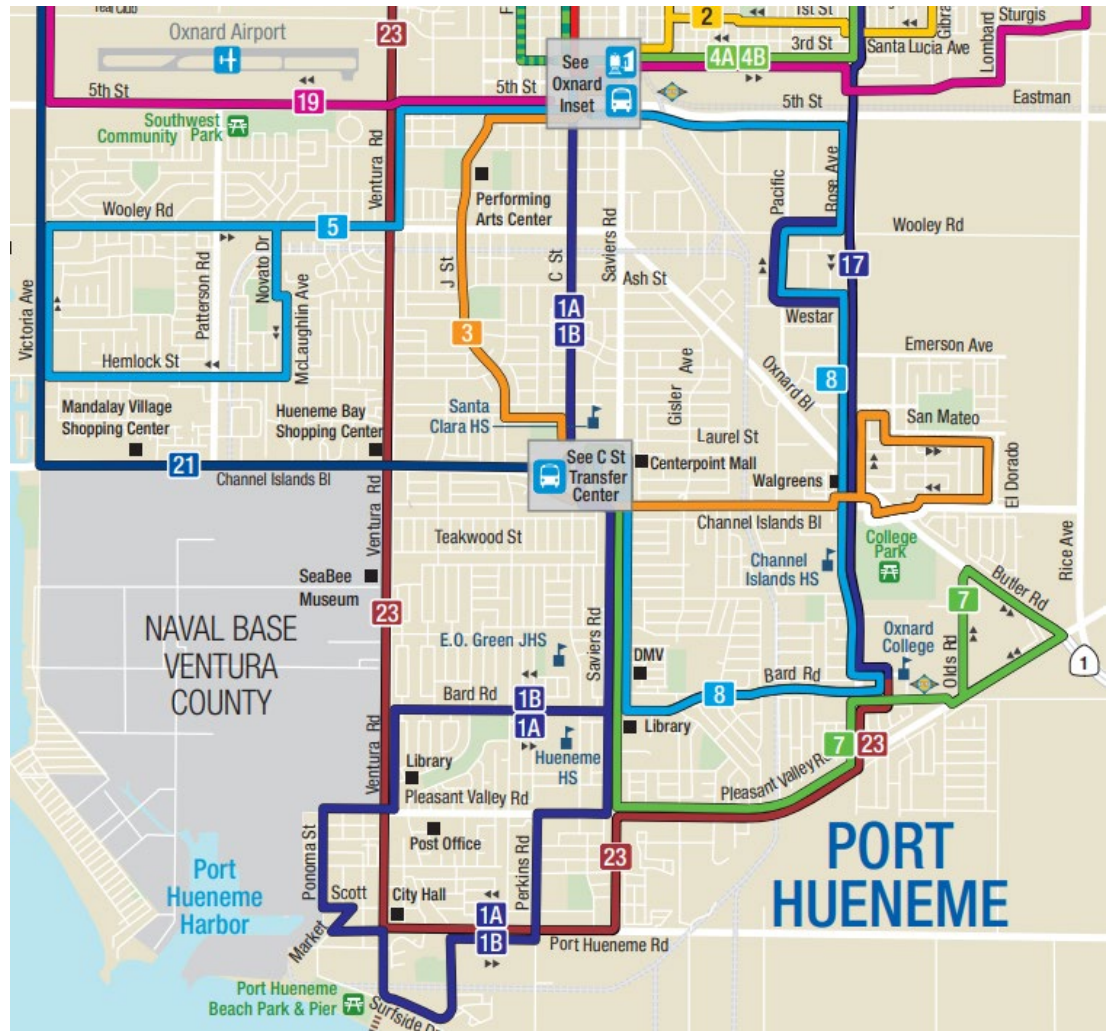 23
2
1st St
Sturgis
Oxnard Airport
3rd St
Santa Lucia Ave
Lombard
4A 4B
See
Oxnard
Inset
5th St
19
5th St
5th St
Eastman
Southwest
Community Park
Ventura Rd
Performing
Arts Center
Pacific
Rose Ave
Wooley Rd
5
Wooley Rd
Saviers Rd
J St
C St
Ash St
17
Victoria Ave
Patterson Rd
Novato Dr
McLaughlin Ave
1A
1B
Westar
3
Hemlock St
Emerson Ave
8
Oxnard Bl
Gisler Ave
Mandalay Village
Shopping Center
Hueneme Bay
Shopping Center
Santa
Clara HS
San Mateo
Laurel St
21
Channel Islands Bl
See C St
Transfer
Center
Centerpoint Mall
Walgreens
El Dorado
Channel Islands Bl
Ventura Rd
Teakwood St
College
Park
Rice Ave
Channel
Islands HS
SeaBee
Museum
Butler Rd
7
23
NAVAL BASE
VENTURA
COUNTY
E.O. Green JHS
Saviers Rd
DMV
Oxnard
College
Olds Rd
1
Bard Rd
Bard Rd
1B
1A
8
Library
Hueneme
HS
7
23
Ventura Rd
Library
Pleasant Valley Rd
Pleasant Valley R
Post Office
Ponoma St
Perkins Rd
PORT
HUENEME
Port
Hueneme
Harbor
23
Scott
City Hall
1A
1B
Market
Port Hueneme Rd
Port Hueneme
Beach Park & Pier
Surfside D